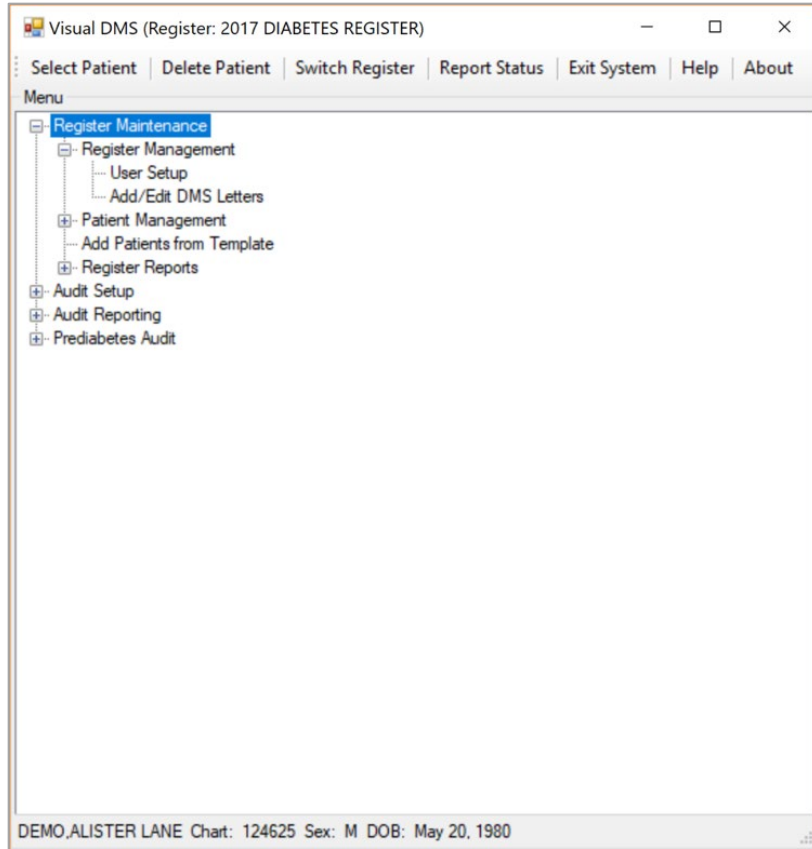 Visual DMS (Register: 2017 DIABETES REGISTER)
Select Patient Delete Patient Switch Register Report Status Exit System Help About
Menu
Register Maintenance
Register Management
User Setup
Add/Edit DMS Letters
Patient Management
Add Patients from Template
Register Reports
Audit Setup
Audit Reporting
Prediabetes Audit
DEMO,ALISTER LANE Chart: 124625 Sex: M DOB: May 20, 1980